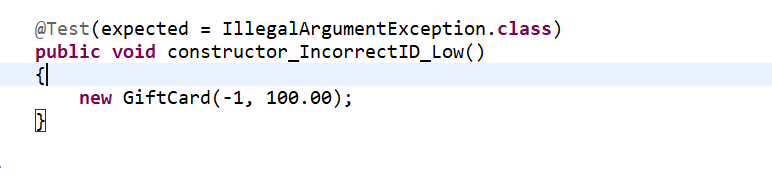 @Test(expected = IllegalArgumentException.class)
public void constructor_IncorrectID_Low()
{
    new GiftCard(-1, 100.00);
}